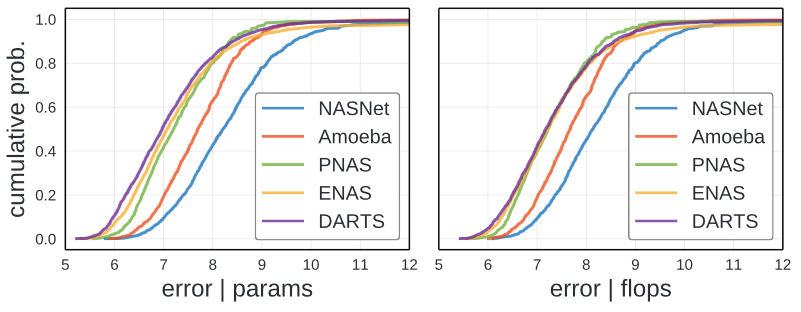 cumulative prob.
1.0
0.8
0.6
0.4
0.2
0.0
NASNet
Amoeba
PNAS
ENAS
DARTS
5 6 7 8 9 10 11 12
error | params
NASNet
Amoeba
PNAS
ENAS
DARTS
5 6 7 8 9 10 11 12
error | flops